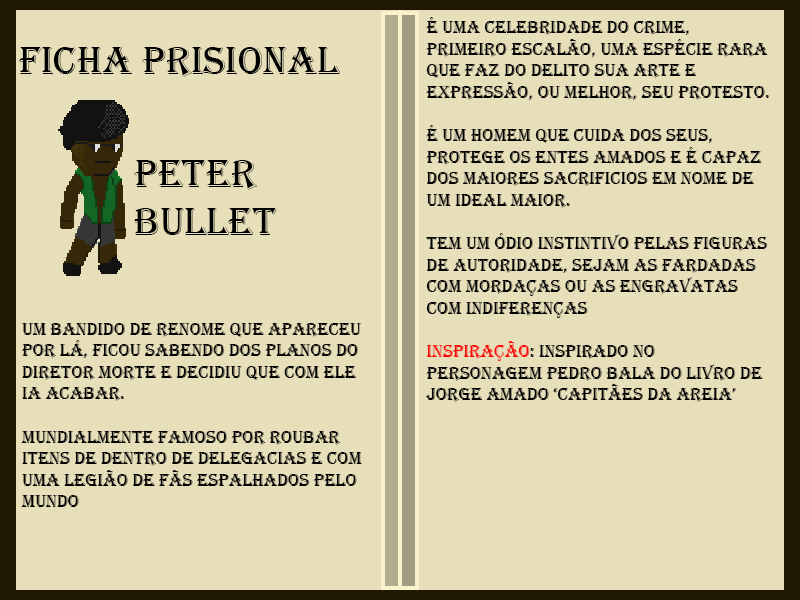 FICHA PRISIONAL
PETER
BULLET
UM BANDIDO DE RENOME QUE APARECEU
POR LÁ, FICOU SABENDO DOS PLANOS DO
DIRETOR MORTE E DECIDIU QUE COM ELE
IA ACABAR.
MUNDIALMENTE FAMOSO POR ROUBAR
ITENS DE DENTRO DE DELEGACIAS E COM
UMA LEGIÃO DE FÃS ESPALHADOS PELO
MUNDO
É UMA CELEBRIDADE DO CRIME,
PRIMEIRO ESCALÃO, UMA ESPÉCIE RARA
QUE FAZ DO DELITO SUA ARTE E
EXPRESSÃO, OU MELHOR, SEU PROTESTO.
É UM HOMEM QUE CUIDA DOS SEUS,
PROTEGE OS ENTES AMADOS E É CAPAZ
DOS MAIORES SACRIFICIOS EM NOME DE
UM IDEAL MAIOR.
TEM UM ÓDIO INSTINTIVO PELAS FIGURAS
DE AUTORIDADE, SEJAM AS FARDADAS
COM MORDAÇAS OU AS ENGRAVATAS
COM INDIFERENÇAS
INSPIRAÇÃO: INSPIRADO NO
PERSONAGEM PEDRO BALA DO LIVRO DE
JORGE AMADO ‘CAPITÃES DA AREIA’